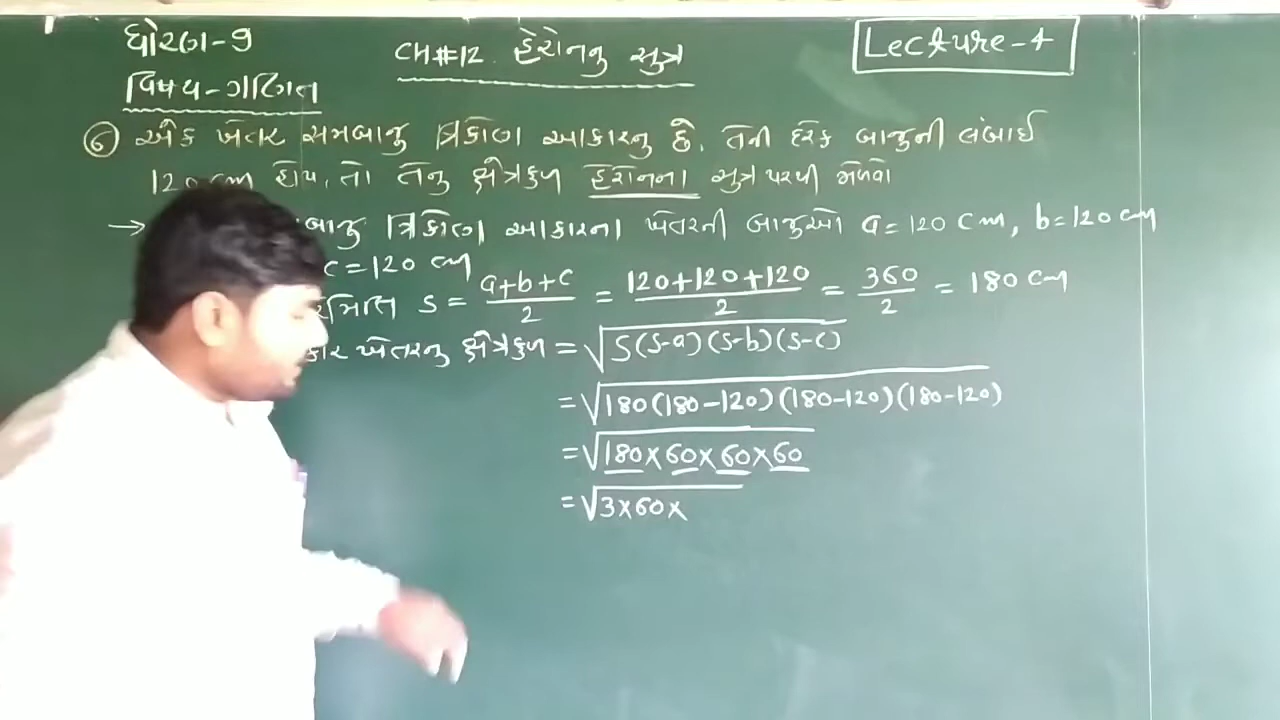 ધોરણ-9
CH#12. હેરોનનુ સુત્ર
Lecture-4
વિષય-ગણિત
૬ એક ખેતર સમબાજુ ત્રિકોણ આકારનુ છે. તેની દરેક બાજુની લંબાઈ
120 cm હોય, તો તેનુ ક્ષેત્રફળ હેરોનના સુત્ર પરથી મેળવો
→ બાજુ ત્રિકોણ આકારના ખેતરની બાજુઓ a=120 cm, b=120 cm
c=120 cm
રમિતિ S = a+b+c/2 = 120+120+120/2 = 360/2 = 180 cm
કાર ખેતરનુ ક્ષેત્રફળ = √S(S-a)(S-b)(S-c)
= √180(180-120)(180-120)(180-120)
= √180×60×60×60
= √3×60×